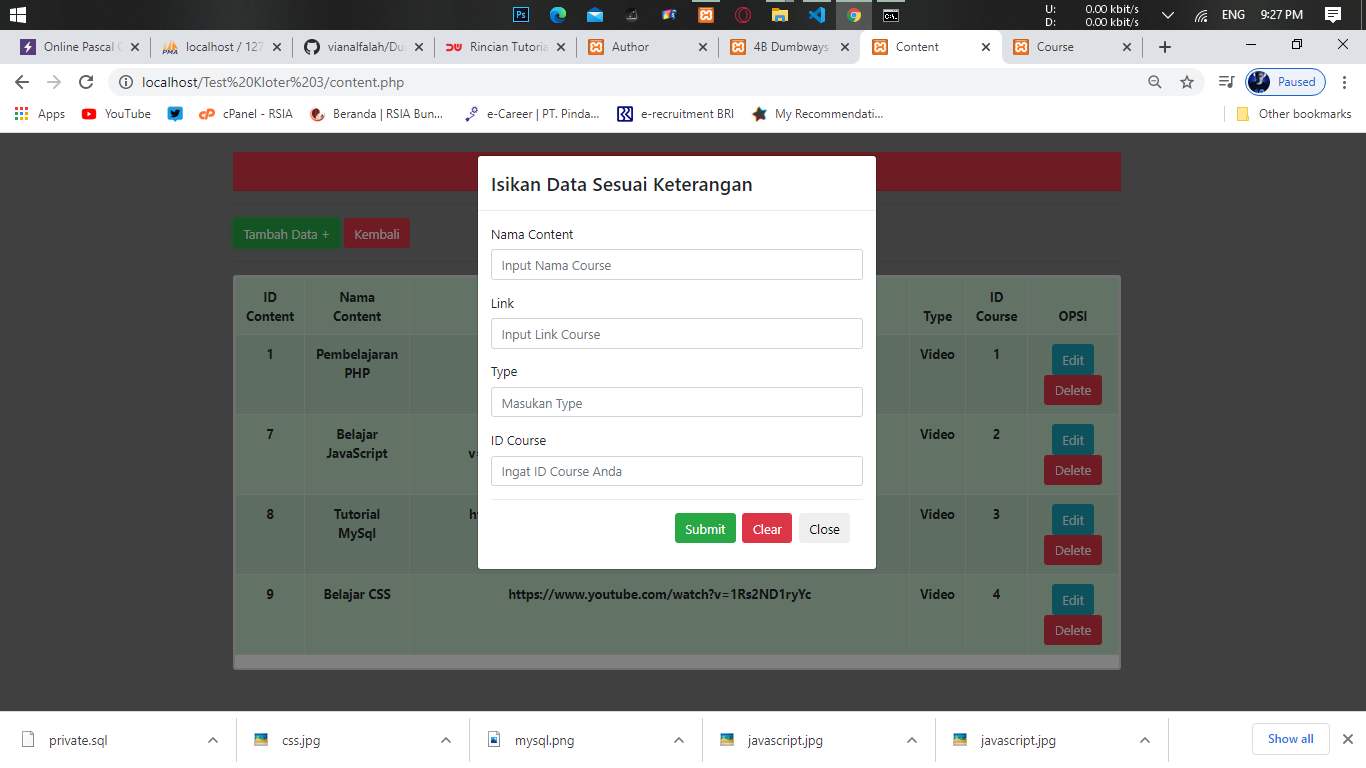 Ps
U: 0.00 kbit/s
D: 0.00 kbit/s
ENG 9:27 PM
Online Pascal C
localhost / 127
vianalfalah/Du
Rincian Tutoria
Author
4B Dumbways
Content
Course
localhost/Test%20Kloter%203/content.php
Paused
Apps
YouTube
cPanel - RSIA
Beranda | RSIA Bun...
e-Career | PT. Pinda...
e-recruitment BRI
My Recommendati...
Other bookmarks
Tambah Data +
Kembali
Isikan Data Sesuai Keterangan
Nama Content
Input Nama Course
Link
Input Link Course
Type
Masukan Type
ID Course
Ingat ID Course Anda
Submit Clear Close
ID Content Nama Content Type ID Course OPSI
1 Pembelajaran PHP Video 1 Edit Delete
7 Belajar JavaScript v= Video 2 Edit Delete
8 Tutorial MySql Video 3 Edit Delete
9 Belajar CSS https://www.youtube.com/watch?v=1Rs2ND1ryYc Video 4 Edit Delete
private.sql
css.jpg
mysql.png
javascript.jpg
javascript.jpg
Show all